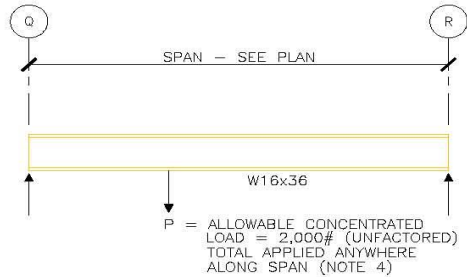 Q
R
SPAN – SEE PLAN
W16x36
P = ALLOWABLE CONCENTRATED
LOAD = 2,000# (UNFACTORED)
TOTAL APPLIED ANYWHERE
ALONG SPAN (NOTE 4)